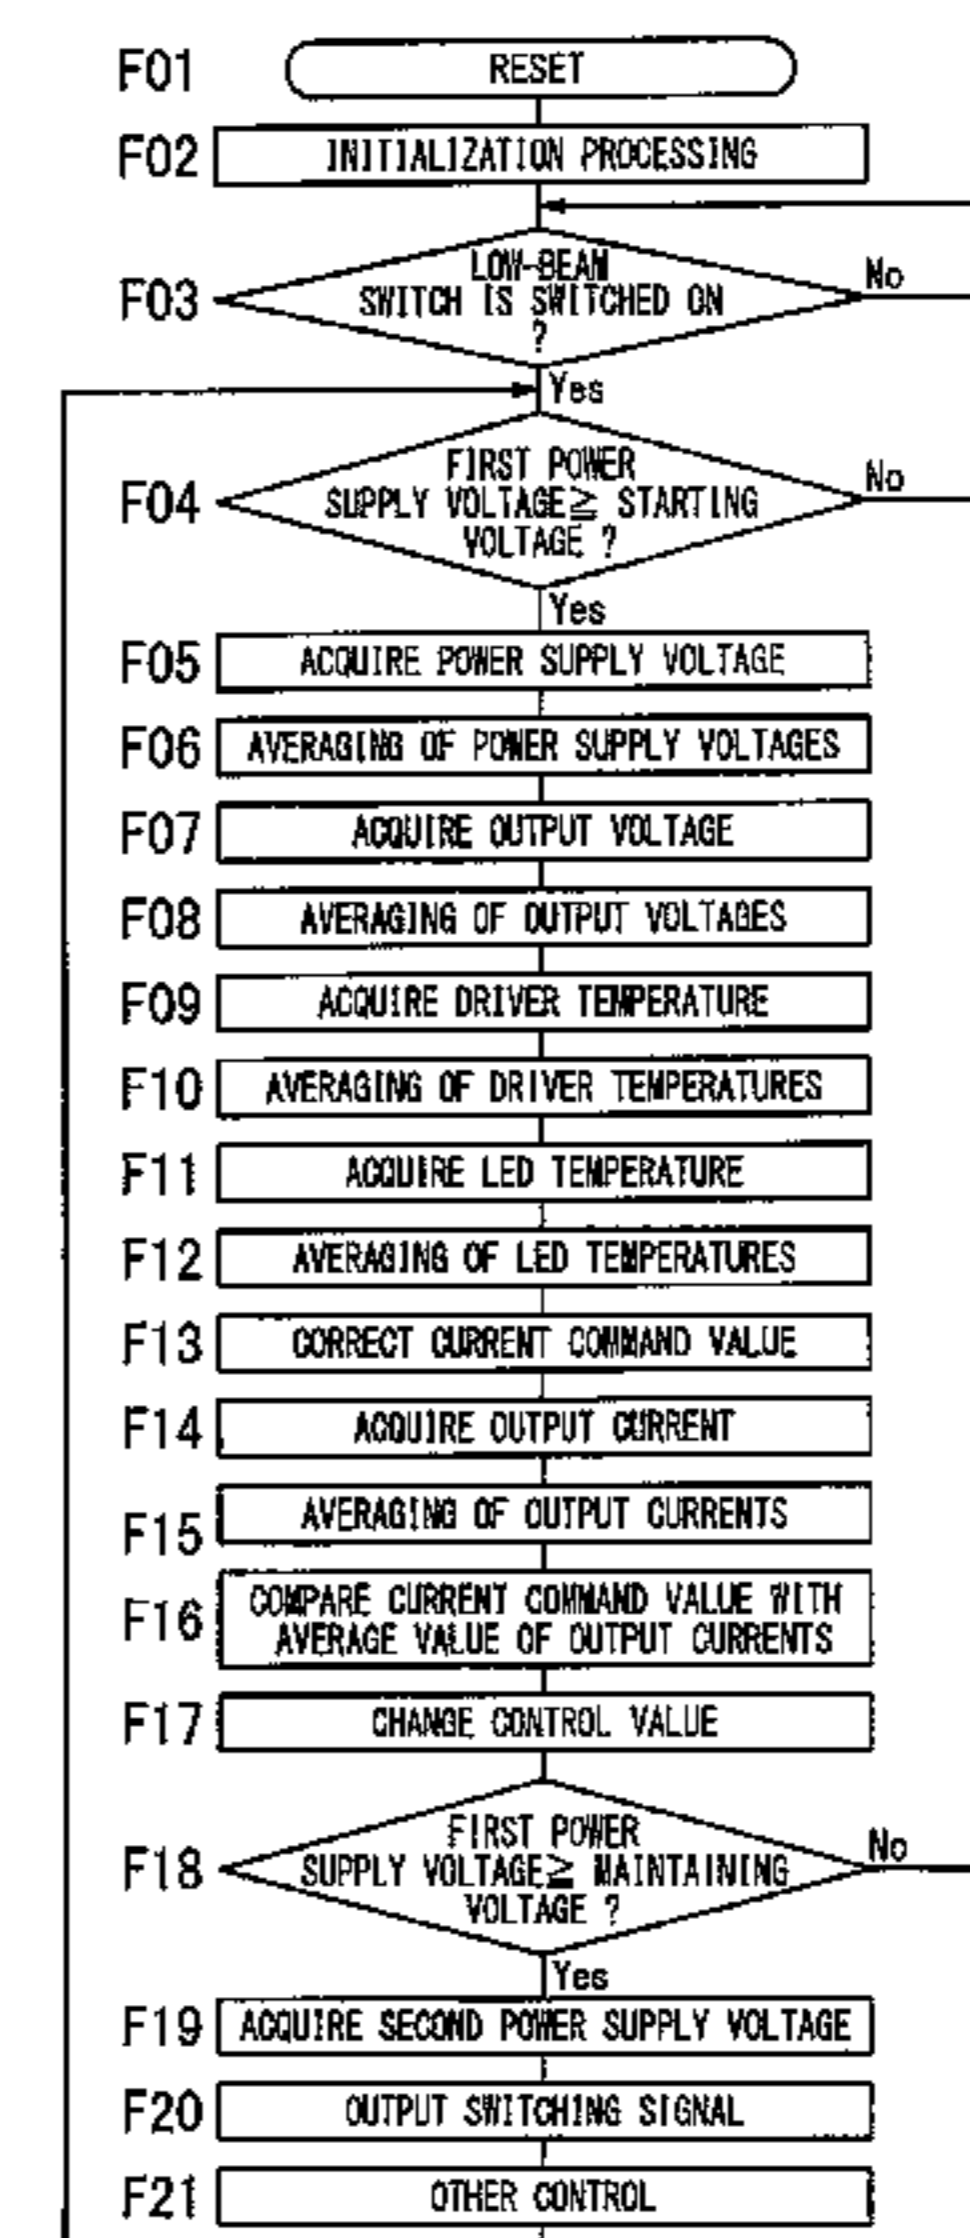 F01 RESET
F02 INITIALIZATION PROCESSING
LOW-BEAM
F03 SWITCH IS SWITCHED ON No
?
Yes
FIRST POWER
F04 SUPPLY VOLTAGE≧ STARTING No
VOLTAGE ?
Yes
F05 ACQUIRE POWER SUPPLY VOLTAGE
F06 AVERAGING OF POWER SUPPLY VOLTAGES
F07 ACQUIRE OUTPUT VOLTAGE
F08 AVERAGING OF OUTPUT VOLTAGES
F09 ACQUIRE DRIVER TEMPERATURE
F10 AVERAGING OF DRIVER TEMPERATURES
F11 ACQUIRE LED TEMPERATURE
F12 AVERAGING OF LED TEMPERATURES
F13 CORRECT CURRENT COMMAND VALUE
F14 ACQUIRE OUTPUT CURRENT
F15 AVERAGING OF OUTPUT CURRENTS
F16 COMPARE CURRENT COMMAND VALUE WITH
AVERAGE VALUE OF OUTPUT CURRENTS
F17 CHANGE CONTROL VALUE
FIRST POWER
F18 SUPPLY VOLTAGE≧ MAINTAINING No
VOLTAGE ?
Yes
F19 ACQUIRE SECOND POWER SUPPLY VOLTAGE
F20 OUTPUT SWITCHING SIGNAL
F21 OTHER CONTROL